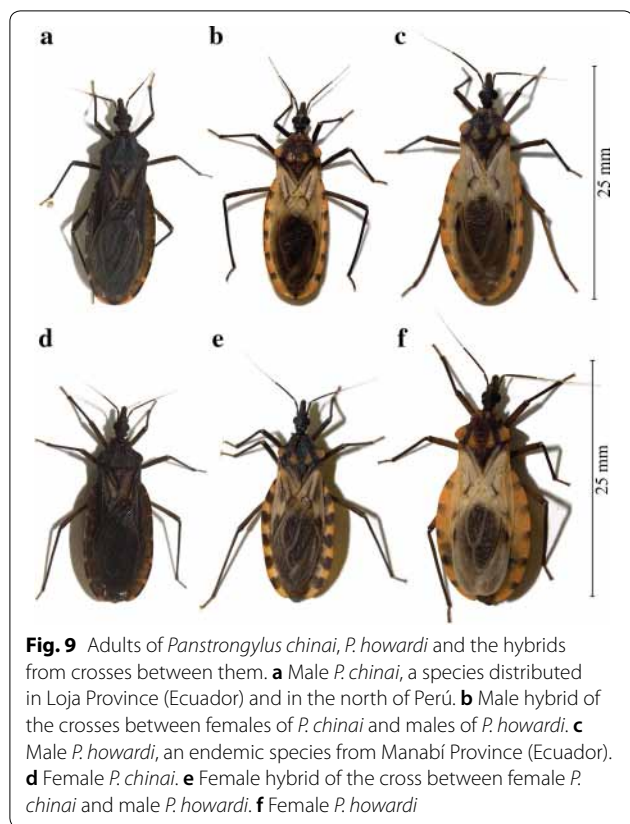 a
b
c
25 mm
d
e
f
25 mm
Fig. 9 Adults of Panstrongylus chinai, P. howardi and the hybrids
from crosses between them. a Male P. chinai, a species distributed
in Loja Province (Ecuador) and in the north of Perú. b Male hybrid of
the crosses between females of P. chinai and males of P. howardi. c
Male P. howardi, an endemic species from Manabí Province (Ecuador).
d Female P. chinai. e Female hybrid of the cross between female P.
chinai and male P. howardi. f Female P. howardi